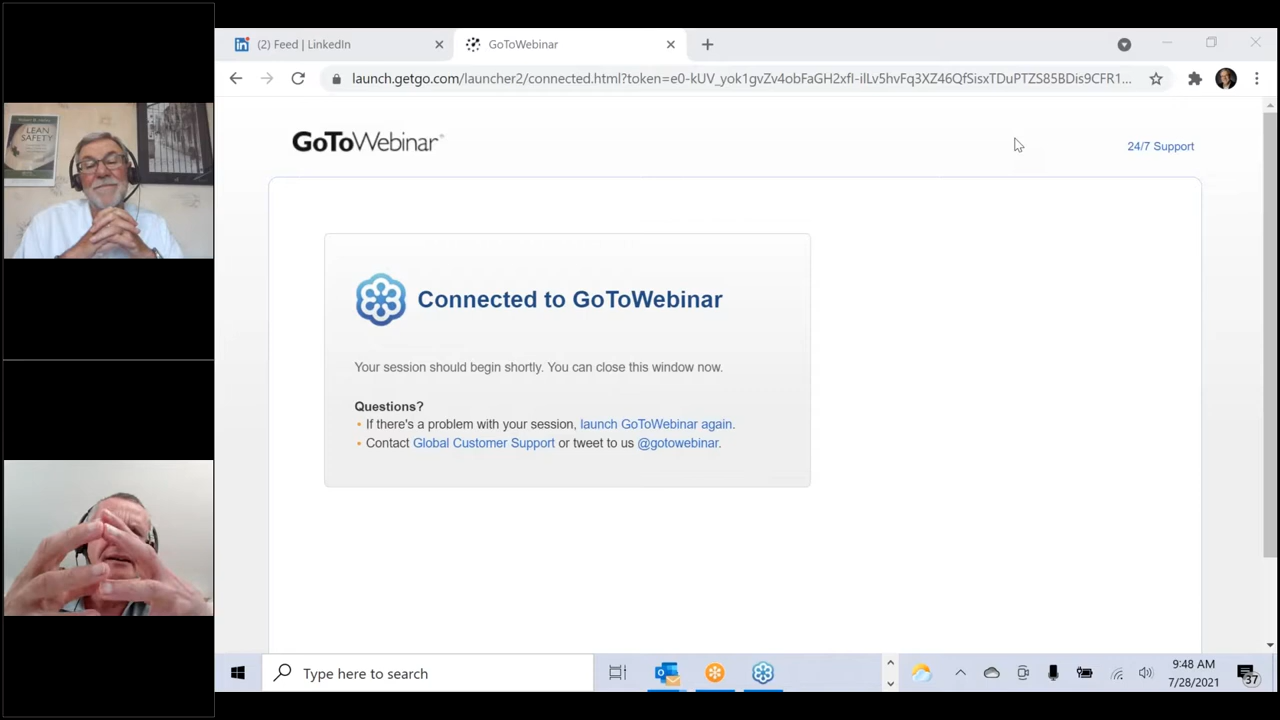 LEAN
SAFETY
(2) Feed | LinkedIn
GoToWebinar
launch.getgo.com/launcher2/connected.html?token=e0-kUV_yok1gvZv4obFaGH2xfI-ilLv5hvFq3XZ46QfSisxTDuPTZS85BDis9CFR1...
GoToWebinar
24/7 Support
Connected to GoToWebinar
Your session should begin shortly. You can close this window now.
Questions?
• If there's a problem with your session, launch GoToWebinar again.
• Contact Global Customer Support or tweet to us @gotowebinar.
Type here to search
9:48 AM
7/28/2021
37